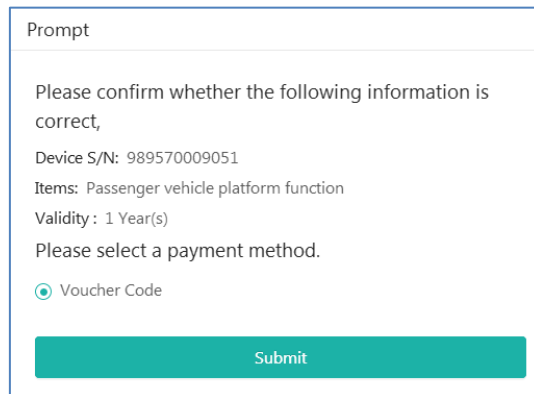 Prompt
Please confirm whether the following information is
correct,
Device S/N: 989570009051
Items: Passenger vehicle platform function
Validity : 1 Year(s)
Please select a payment method.
Voucher Code
Submit